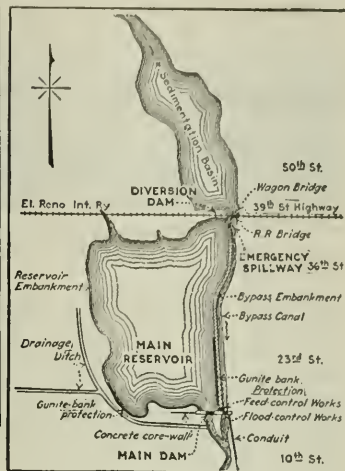 Sedimentation Basin
50th St.
Wagon Bridge
DIVERSION
DAM
39th St Highway
El. Reno Int. Ry
R.R Bridge
EMERGENCY
SPILLWAY 36th St
Reservoir
Embankment
Bypass Embankment
Bypass Canal
Drainage
Ditch
MAIN
RESERVOIR
23rd St.
Gunite bank
Protection
Gunite-bank
protection
Feed-control Works
Flood-control Works
Concrete core-wall
Conduit
MAIN DAM
10th St.